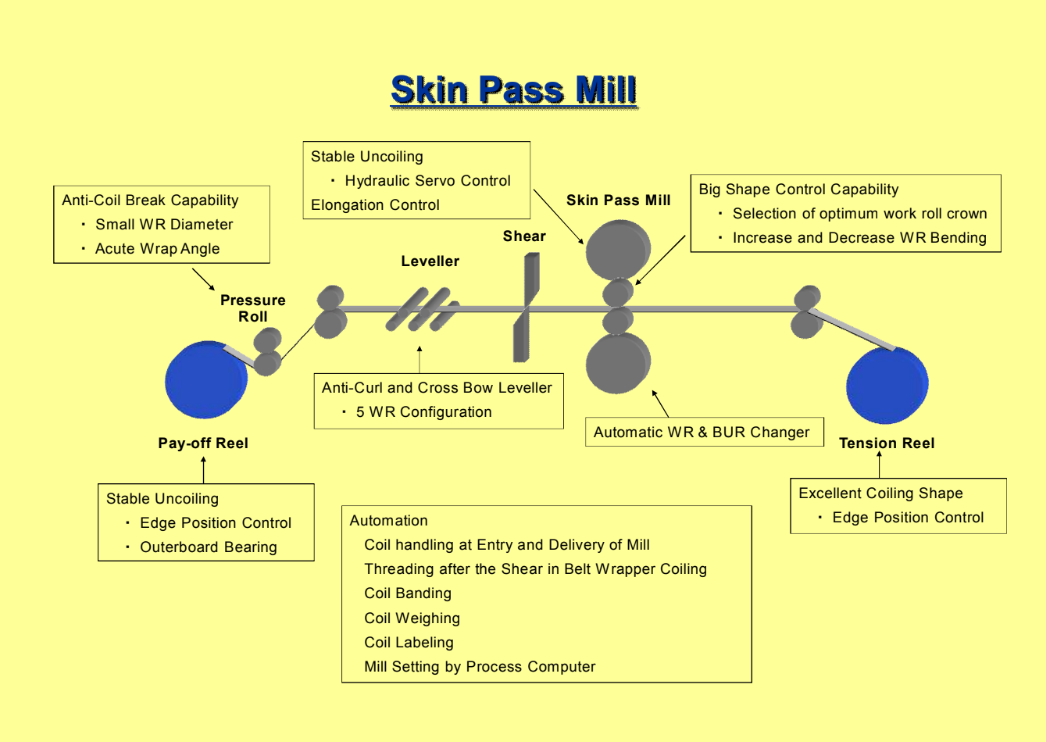 Skin Pass Mill
Stable Uncoiling
・ Hydraulic Servo Control
Elongation Control
Anti-Coil Break Capability
・ Small WR Diameter
・ Acute Wrap Angle
Big Shape Control Capability
・ Selection of optimum work roll crown
・ Increase and Decrease WR Bending
Skin Pass Mill
Shear
Leveller
Pressure
Roll
Anti-Curl and Cross Bow Leveller
・ 5 WR Configuration
Automatic WR & BUR Changer
Pay-off Reel
Tension Reel
Stable Uncoiling
・ Edge Position Control
・ Outerboard Bearing
Excellent Coiling Shape
・ Edge Position Control
Automation
Coil handling at Entry and Delivery of Mill
Threading after the Shear in Belt Wrapper Coiling
Coil Banding
Coil Weighing
Coil Labeling
Mill Setting by Process Computer